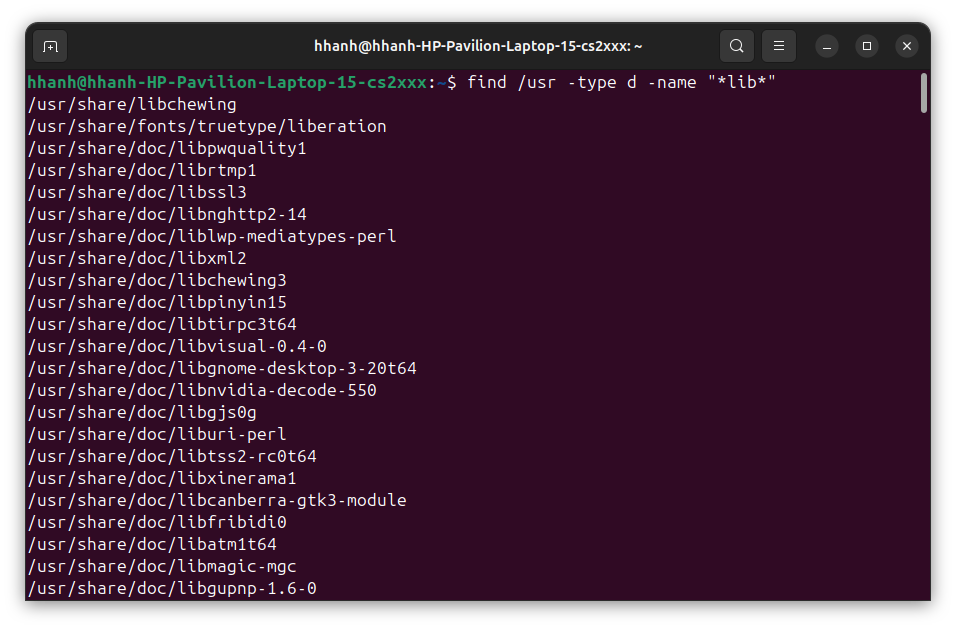 hhanh@hhanh-HP-Pavilion-Laptop-15-cs2xxx: ~
hhanh@hhanh-HP-Pavilion-Laptop-15-cs2xxx:~$ find /usr -type d -name "*lib*"
/usr/share/libchewing
/usr/share/fonts/truetype/liberation
/usr/share/doc/libpwquality1
/usr/share/doc/librtmp1
/usr/share/doc/libssl3
/usr/share/doc/libnghttp2-14
/usr/share/doc/liblwp-mediatypes-perl
/usr/share/doc/libxml2
/usr/share/doc/libchewing3
/usr/share/doc/libpinyin15
/usr/share/doc/libtirpc3t64
/usr/share/doc/libvisual-0.4-0
/usr/share/doc/libgnome-desktop-3-20t64
/usr/share/doc/libnvidia-decode-550
/usr/share/doc/libgjs0g
/usr/share/doc/liburi-perl
/usr/share/doc/libtss2-rc0t64
/usr/share/doc/libxinerama1
/usr/share/doc/libcanberra-gtk3-module
/usr/share/doc/libfribidi0
/usr/share/doc/libatm1t64
/usr/share/doc/libmagic-mgc
/usr/share/doc/libgupnp-1.6-0